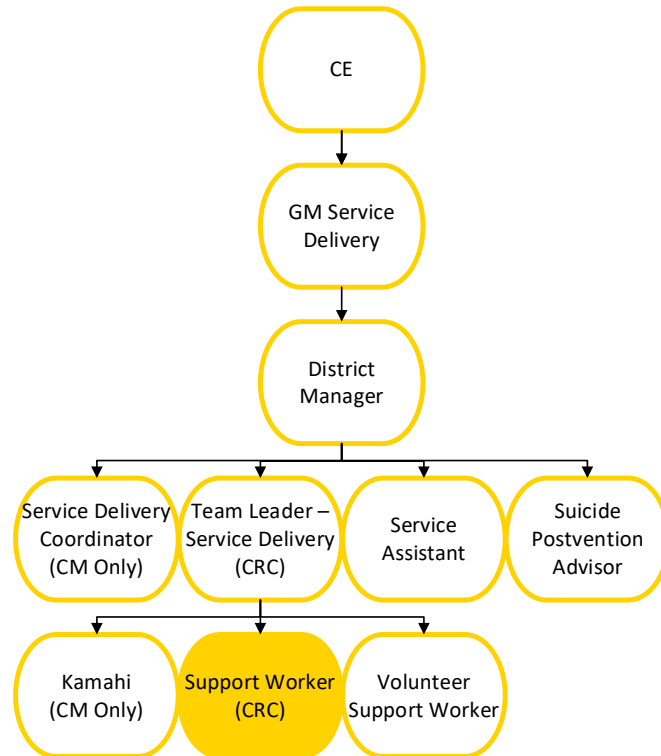 CE
GM Service
Delivery
District
Manager
Service Delivery
Coordinator
(CM Only)
Team Leader –
Service Delivery
(CRC)
Service
Assistant
Suicide
Postvention
Advisor
Kamahi
(CM Only)
Support Worker
(CRC)
Volunteer
Support Worker